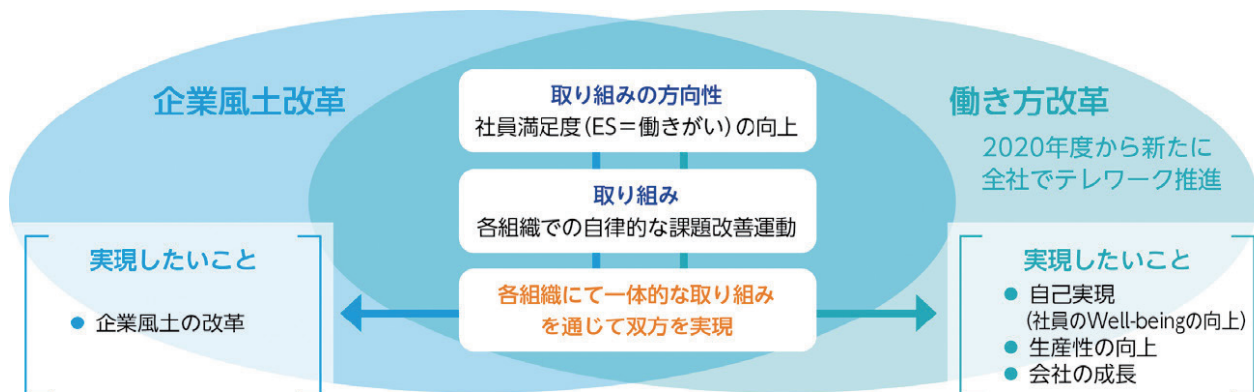 企業風土改革
取り組みの方向性
社員満足度(ES=働きがい)の向上
取り組み
各組織での自律的な課題改善運動
各組織にて一体的な取り組み
を通じて双方を実現
働き方改革
2020年度から新たに
全社でテレワーク推進
実現したいこと
● 企業風土の改革
実現したいこと
● 自己実現
(社員のWell-beingの向上)
● 生産性の向上
● 会社の成長